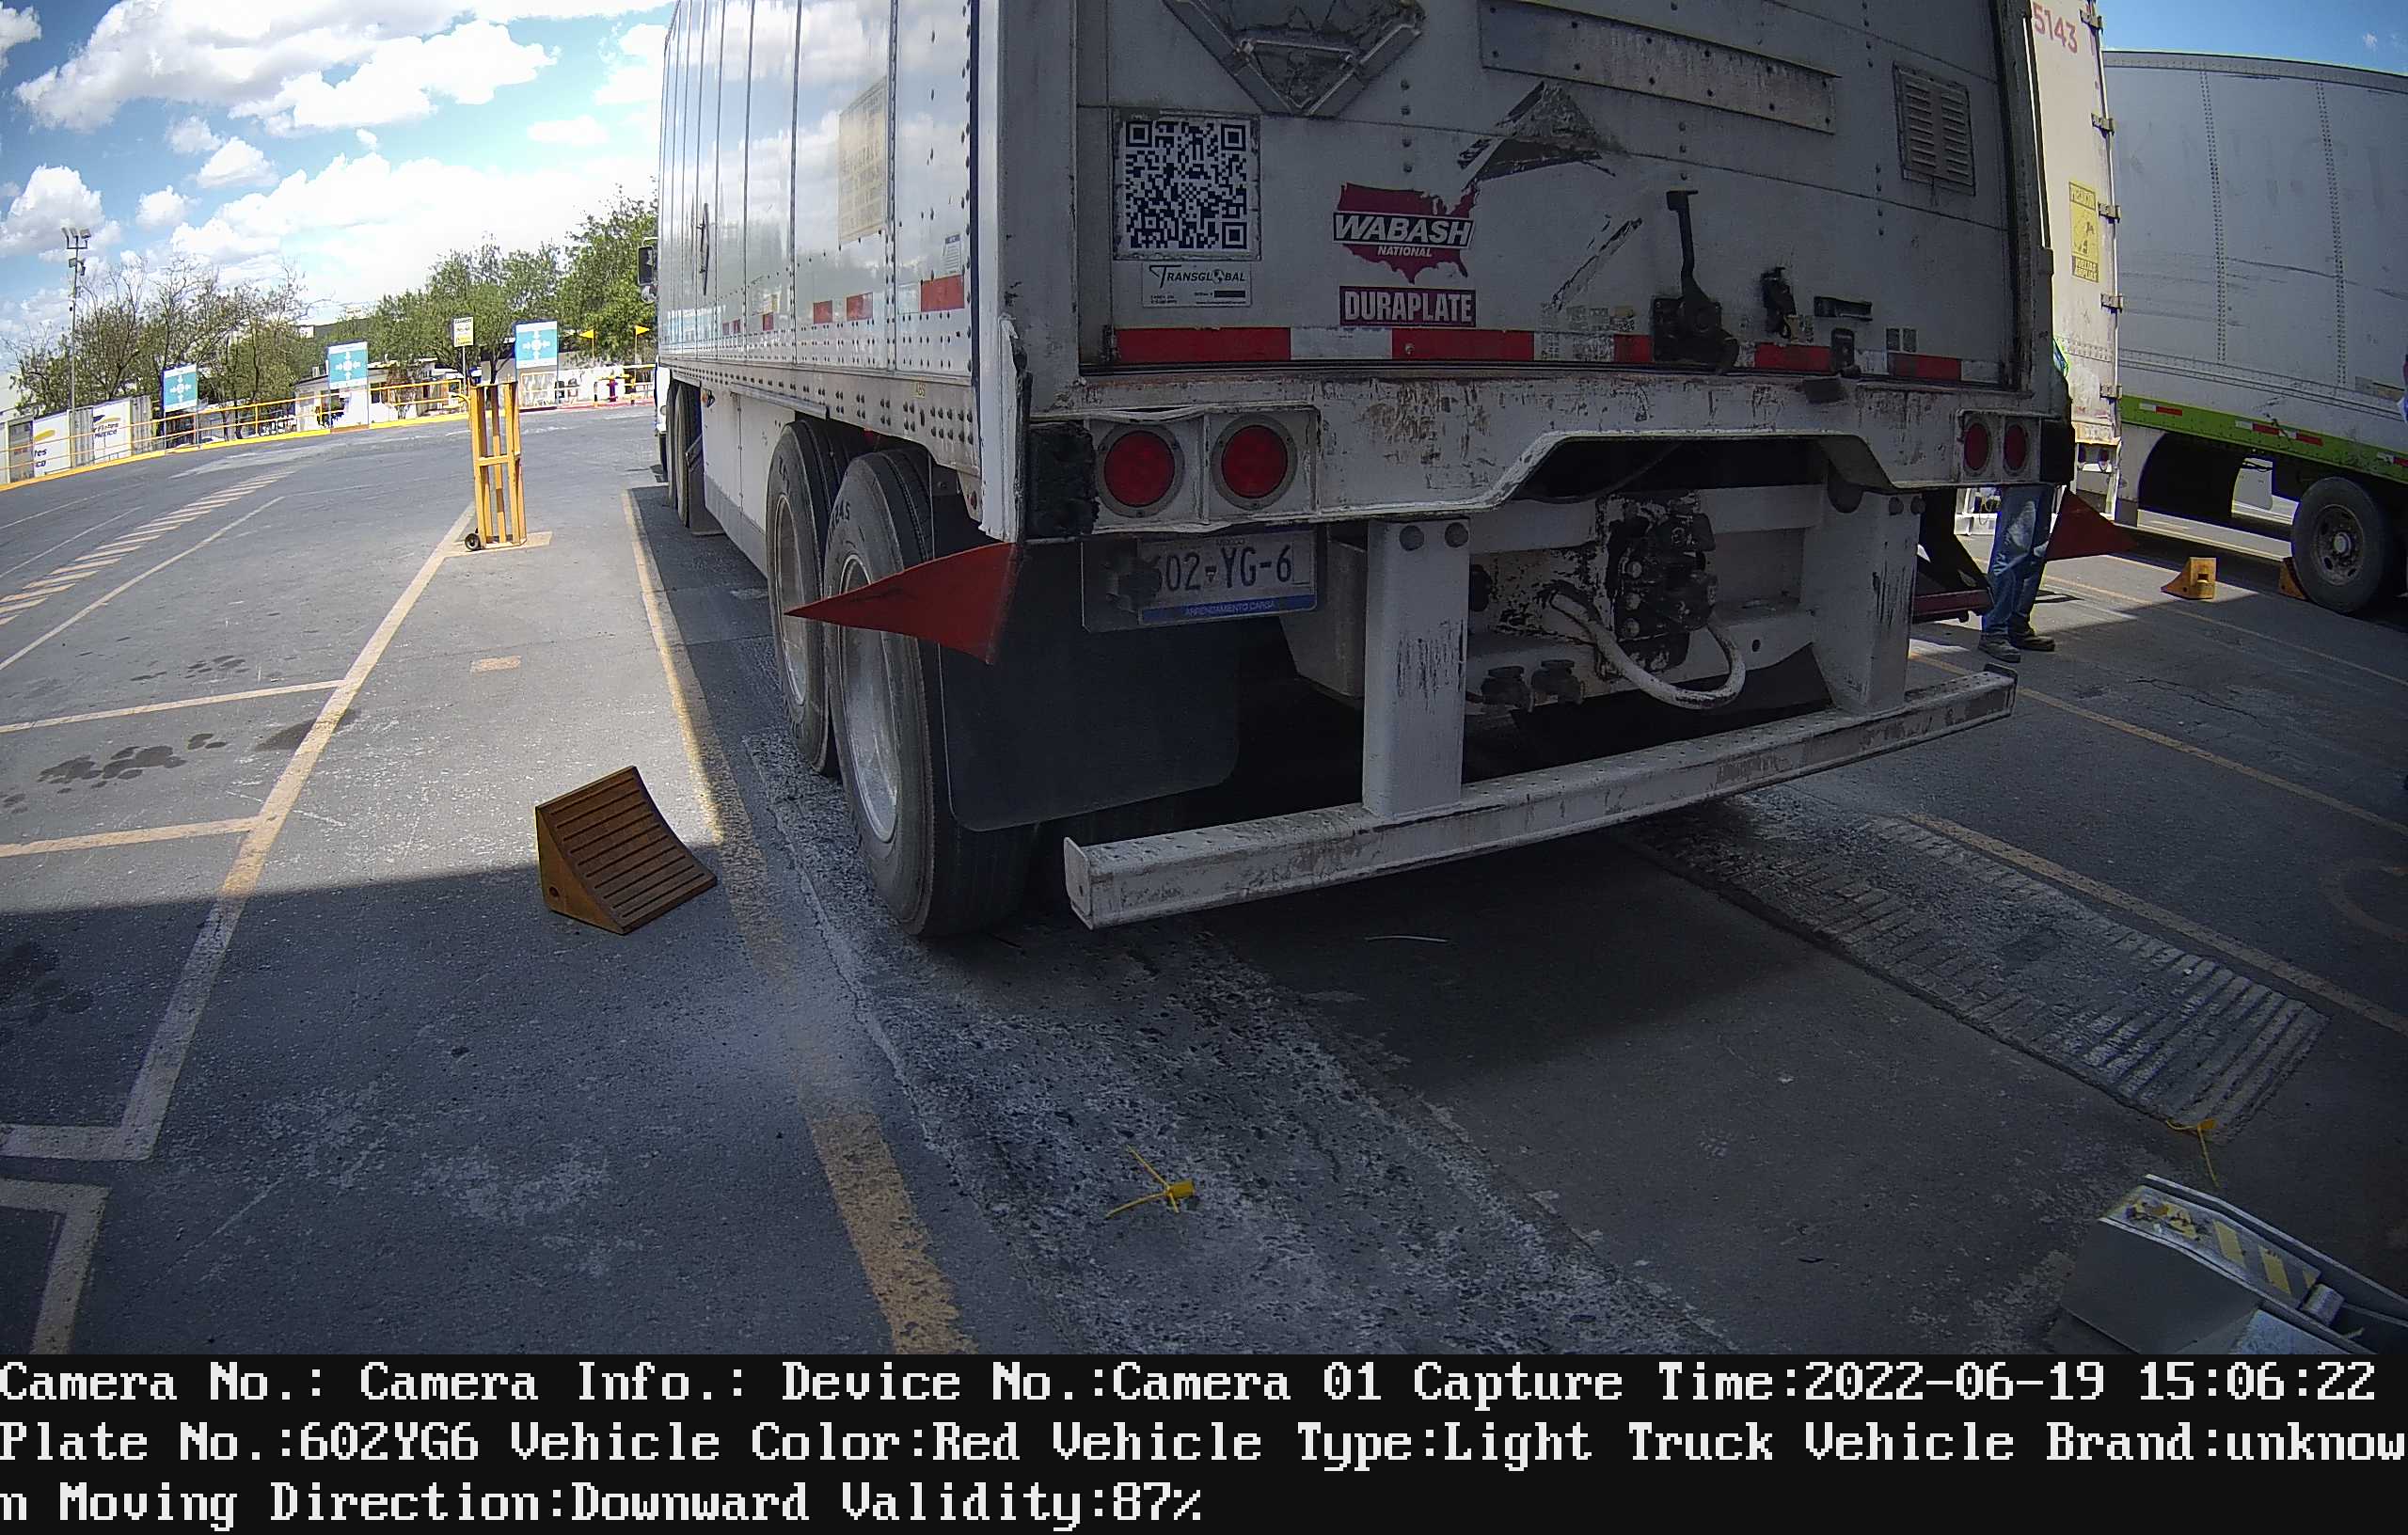 5143
WABASH
NATIONAL
TRANSGLOBAL
DURAPLATE
602-YG-6
ARRENDAMIENTO CARGA
Camera No.: Camera Info.: Device No.:Camera 01 Capture Time:2022-06-19 15:06:22
Plate No.:602YG6 Vehicle Color:Red Vehicle Type:Light Truck Vehicle Brand:unknow
n Moving Direction:Downward Validity:87%